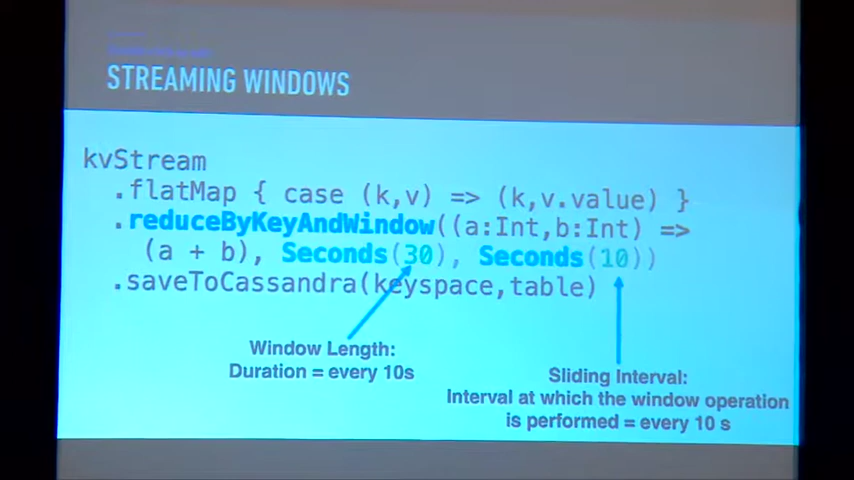 STREAMING WINDOWS
kvStream
.flatMap { case (k,v) => (k,v.value) }
.reduceByKeyAndWindow((a:Int,b:Int) =>
(a + b), Seconds(30), Seconds(10))
.saveToCassandra(keyspace,table)
Window Length:
Duration = every 10s
Sliding Interval:
Interval at which the window operation
is performed = every 10 s